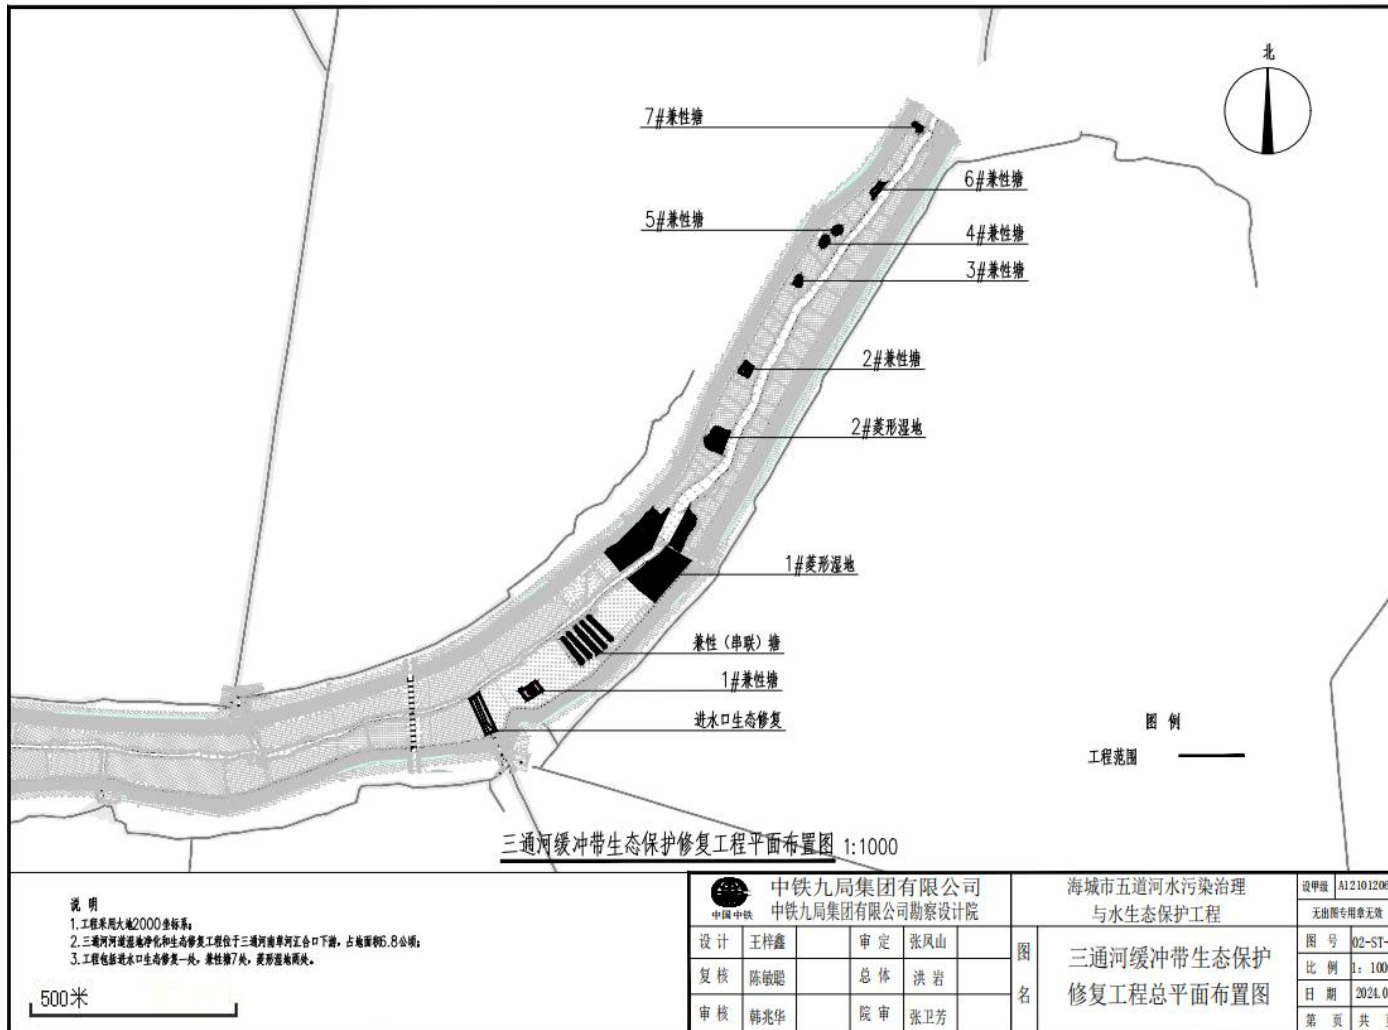 北
7#兼性塘
6#兼性塘
5#兼性塘
4#兼性塘
3#兼性塘
2#兼性塘
2#菱形湿地
1#菱形湿地
兼性（串联）塘
1#兼性塘
进水口生态修复
图 例
工程范围
三通河缓冲带生态保护修复工程平面布置图 1:1000
说 明
1.工程采用大地2000坐标系;
2.三通河河道湿地净化和生态修复工程位于三通河南单河汇合口下游，占地面积6.8公顷;
3.工程包括进水口生态修复一处，兼性塘7处，菱形湿地两处。
500米
中国中铁
中铁九局集团有限公司
中铁九局集团有限公司勘察设计院
海城市五道河水污染治理
与水生态保护工程
设甲级 A12101206
无出图专用章无效
设 计 王梓鑫 审 定 张凤山
复 核 陈敏聪 总 体 洪 岩
审 核 韩兆华 院 审 张卫芳
图 名
三通河缓冲带生态保护
修复工程总平面布置图
图 号 02-ST-
比 例 1: 100
日 期 2024.0
第 页 共